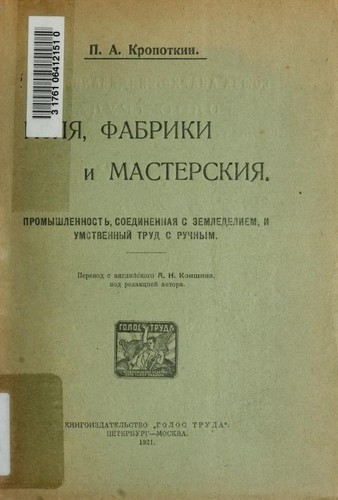 П. А. Кропоткин.
3 1761 06412151 0
ФАБРИКИ
и МАСТЕРСКИЯ.
ПРОМЫШЛЕННОСТЬ, СОЕДИНЕННАЯ С ЗЕМЛЕДЕЛИЕМ, И
УМСТВЕННЫЙ ТРУД С РУЧНЫМ.
Перевод с английского А. Н. Коншина,
под редакцией автора.
ГОЛОС ТРУДА
КНИГОИЗДАТЕЛЬСТВО „ГОЛОС ТРУДА".
ПЕТЕРБУРГ—МОСКВА.
1921.